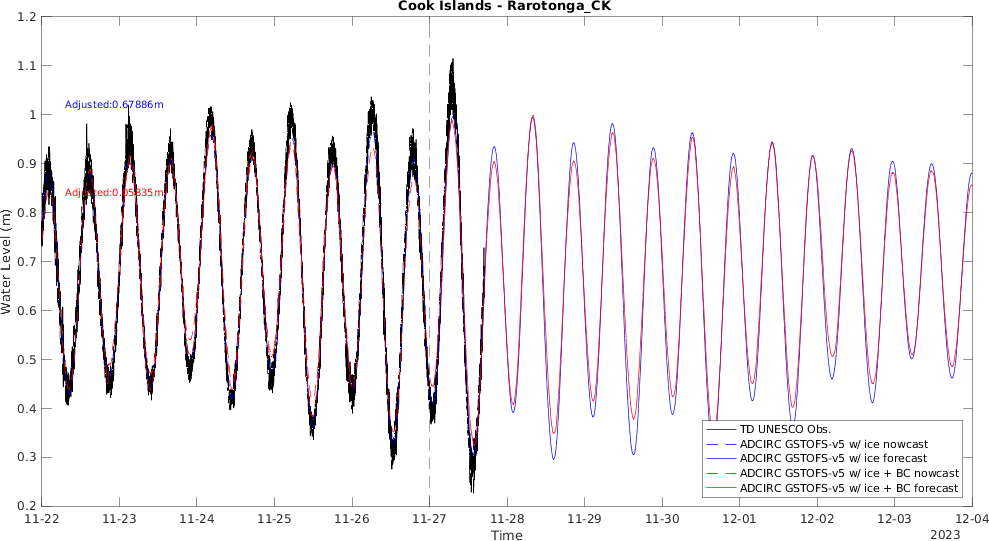 Cook Islands - Rarotonga_CK
1.2
1.1
1
0.9
0.8
0.7
0.6
0.5
0.4
0.3
0.2
Water Level (m)
Adjusted:0.67886m
Adjusted:0.05835m
TD UNESCO Obs.
ADCIRC GSTOFS-v5 w/ ice nowcast
ADCIRC GSTOFS-v5 w/ ice forecast
ADCIRC GSTOFS-v5 w/ ice + BC nowcast
ADCIRC GSTOFS-v5 w/ ice + BC forecast
11-22 11-23 11-24 11-25 11-26 11-27 11-28 11-29 11-30 12-01 12-02 12-03 12-04
Time
2023